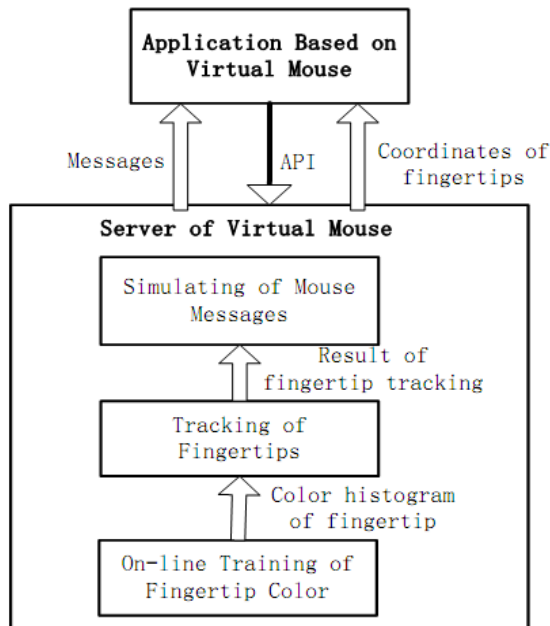 Application Based on
Virtual Mouse
Messages
API
Coordinates of
fingertips
Server of Virtual Mouse
Simulating of Mouse
Messages
Result of
fingertip tracking
Tracking of
Fingertips
Color histogram
of fingertip
On-line Training of
Fingertip Color